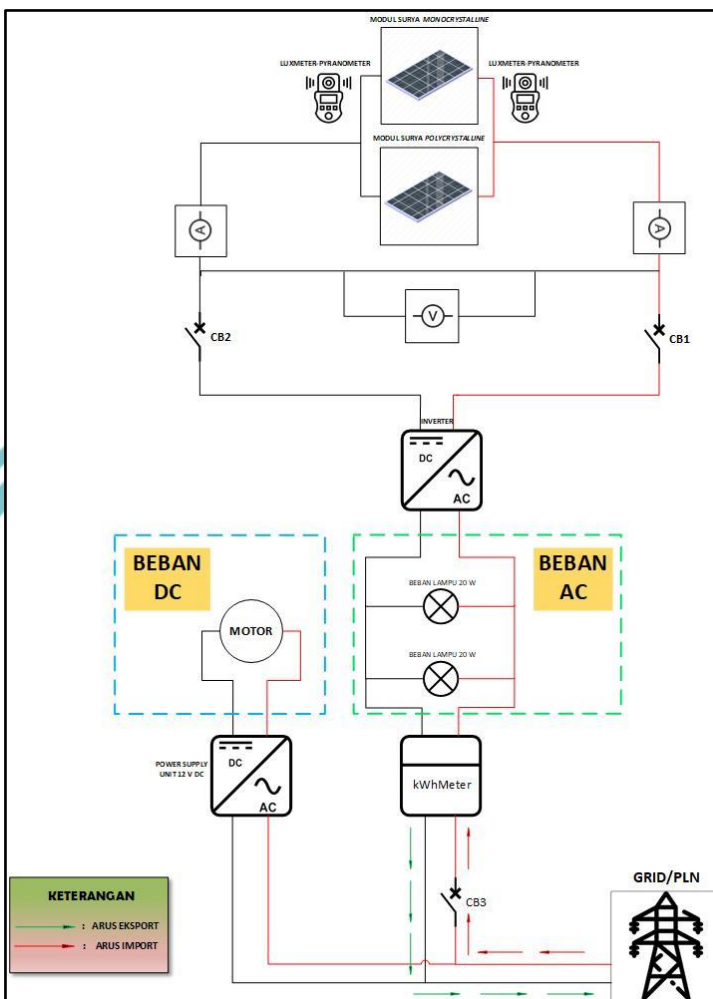 MODUL SURYA MONOCRYSTALLINE
LUXMETER-PYRANOMETER
LUXMETER-PYRANOMETER
MODUL SURYA POLYCRYSTALLINE
A
A
V
CB2
CB1
INVERTER
DC
AC
BEBAN
DC
BEBAN
AC
BEBAN LAMPU 20 W
MOTOR
BEBAN LAMPU 20 W
POWER SUPPLY
UNIT 12 V DC
DC
AC
kWhMeter
KETERANGAN
: ARUS EKSPORT
: ARUS IMPORT
CB3
GRID/PLN